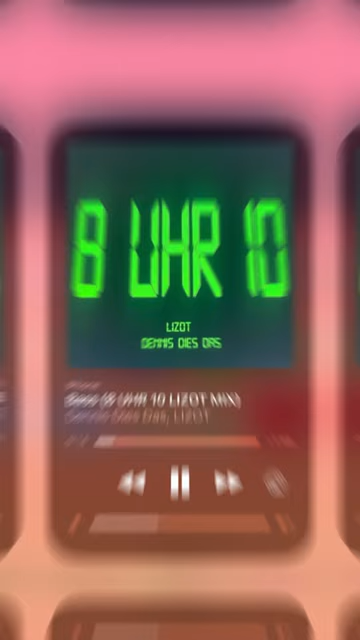 8 UHR 10
LIZOT
DENNIS DIES DAS
(8 UHR 10 LIZOT MIX)
Dennis Dies Das, LIZOT